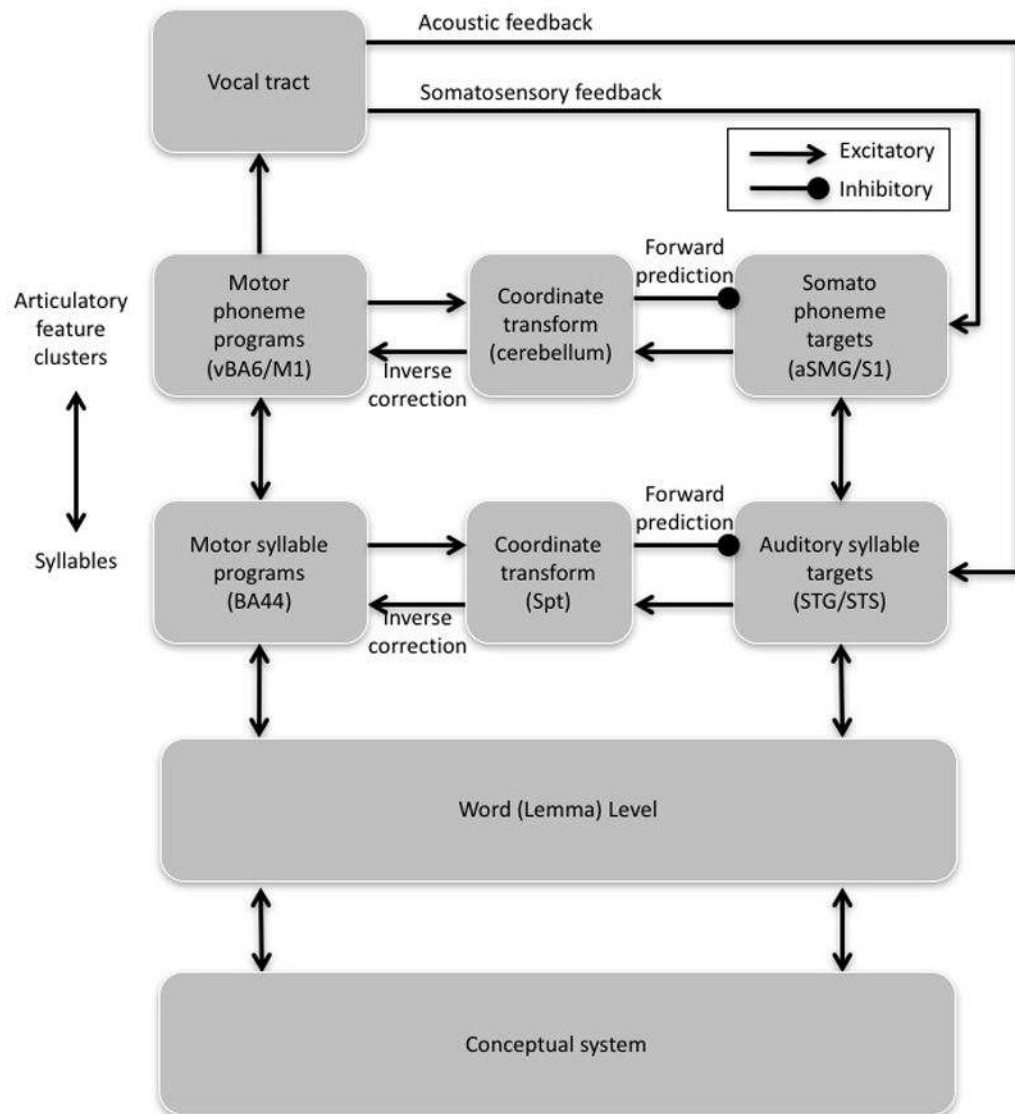 Acoustic feedback
Vocal tract
Somatosensory feedback
Excitatory
Inhibitory
Articulatory
feature
clusters
Motor
phoneme
programs
(vBA6/M1)
Inverse
correction
Coordinate
transform
(cerebellum)
Forward
prediction
Somato
phoneme
targets
(aSMG/S1)
Syllables
Motor syllable
programs
(BA44)
Inverse
correction
Coordinate
transform
(Spt)
Forward
prediction
Auditory syllable
targets
(STG/STS)
Word (Lemma) Level
Conceptual system